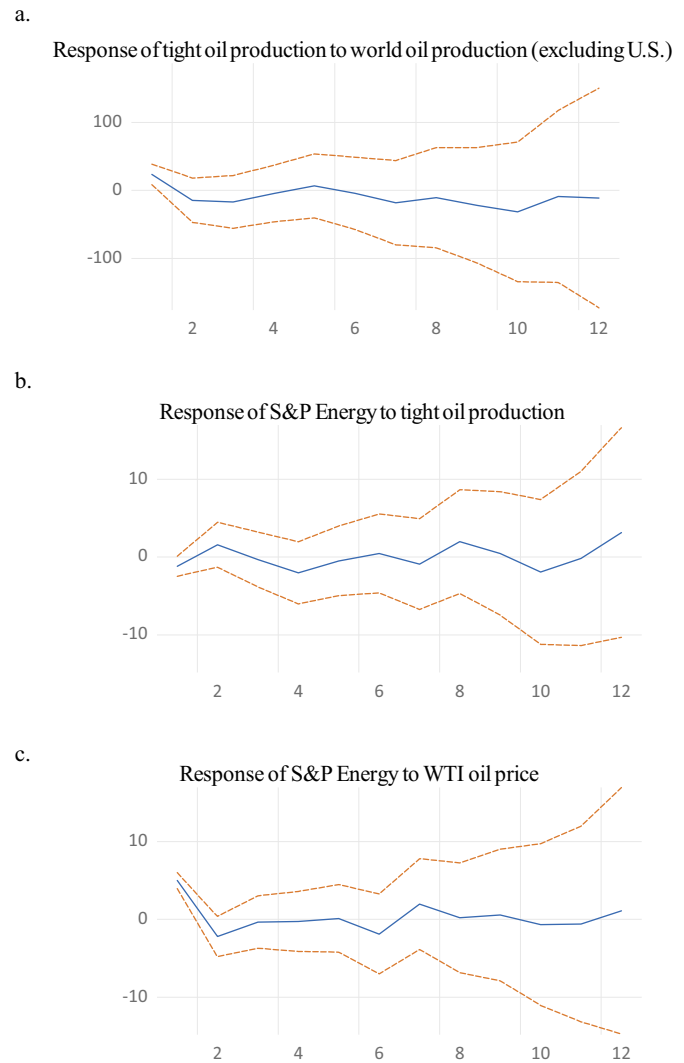 a.
Response of tight oil production to world oil production (excluding U.S.)
100
0
-100
2 4 6 8 10 12
b.
Response of S&P Energy to tight oil production
10
0
-10
2 4 6 8 10 12
c.
Response of S&P Energy to WTI oil price
10
0
-10
2 4 6 8 10 12